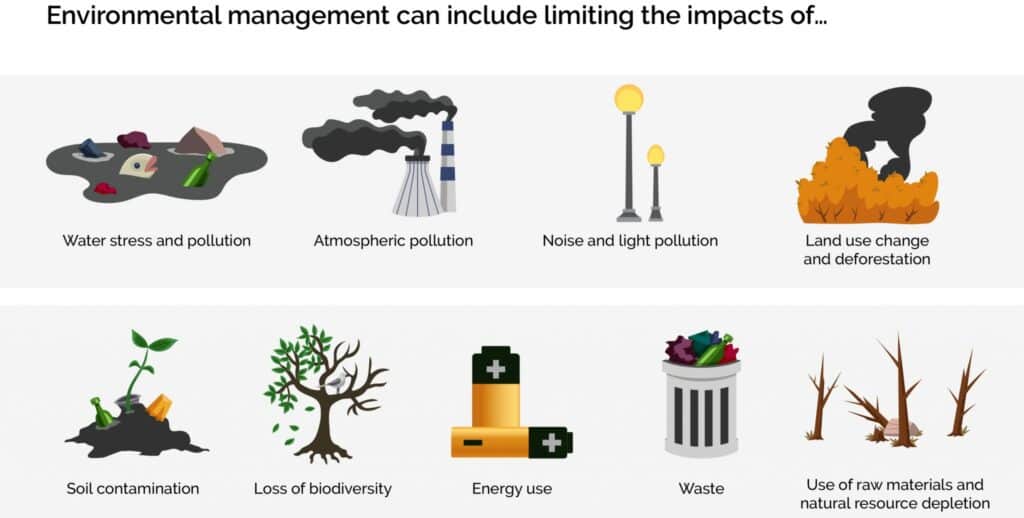 Environmental management can include limiting the impacts of…
Water stress and pollution
Atmospheric pollution
Noise and light pollution
Land use change
and deforestation
Soil contamination
Loss of biodiversity
Energy use
Waste
Use of raw materials and
natural resource depletion